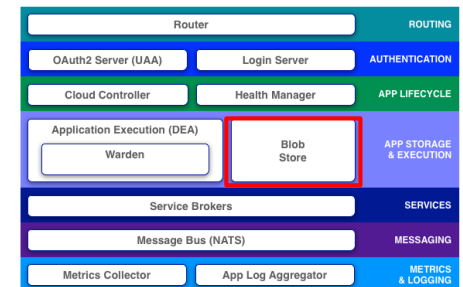 Router
ROUTING
OAuth2 Server (UAA)
Login Server
AUTHENTICATION
Cloud Controller
Health Manager
APP LIFECYCLE
Application Execution (DEA)
Warden
Blob
Store
APP STORAGE
& EXECUTION
Service Brokers
SERVICES
Message Bus (NATS)
MESSAGING
Metrics Collector
App Log Aggregator
METRICS
& LOGGING